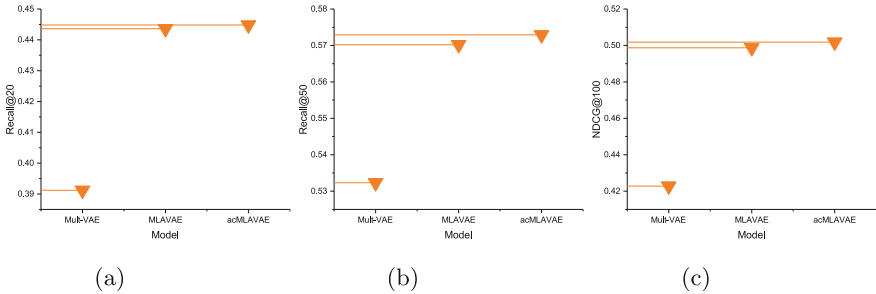 0.45
0.44
0.43
0.42
0.41
0.40
0.39
Recall@20
Mult-VAE MLAVAE acMLAVAE
Model
(a)
0.58
0.57
0.56
0.55
0.54
0.53
Recall@50
Mult-VAE MLAVAE acMLAVAE
Model
(b)
0.52
0.50
0.48
0.46
0.44
0.42
NDCG@100
Mult-VAE MLAVAE acMLAVAE
Model
(c)